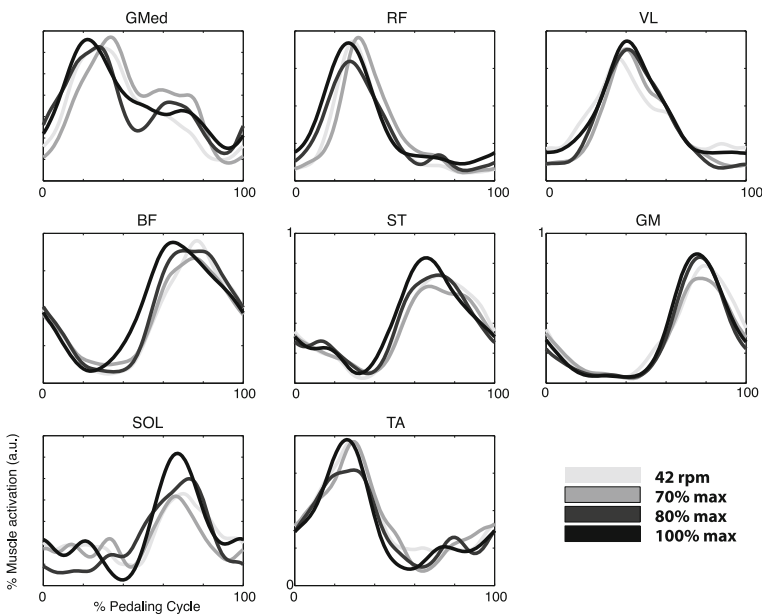 GMed
RF
VL
0
100
0
100
0
100
BF
ST
GM
1
1
0
100
0
100
0
100
SOL
TA
1
0
% Muscle activation (a.u.)
0
100
0
100
% Pedaling Cycle
42 rpm
70% max
80% max
100% max